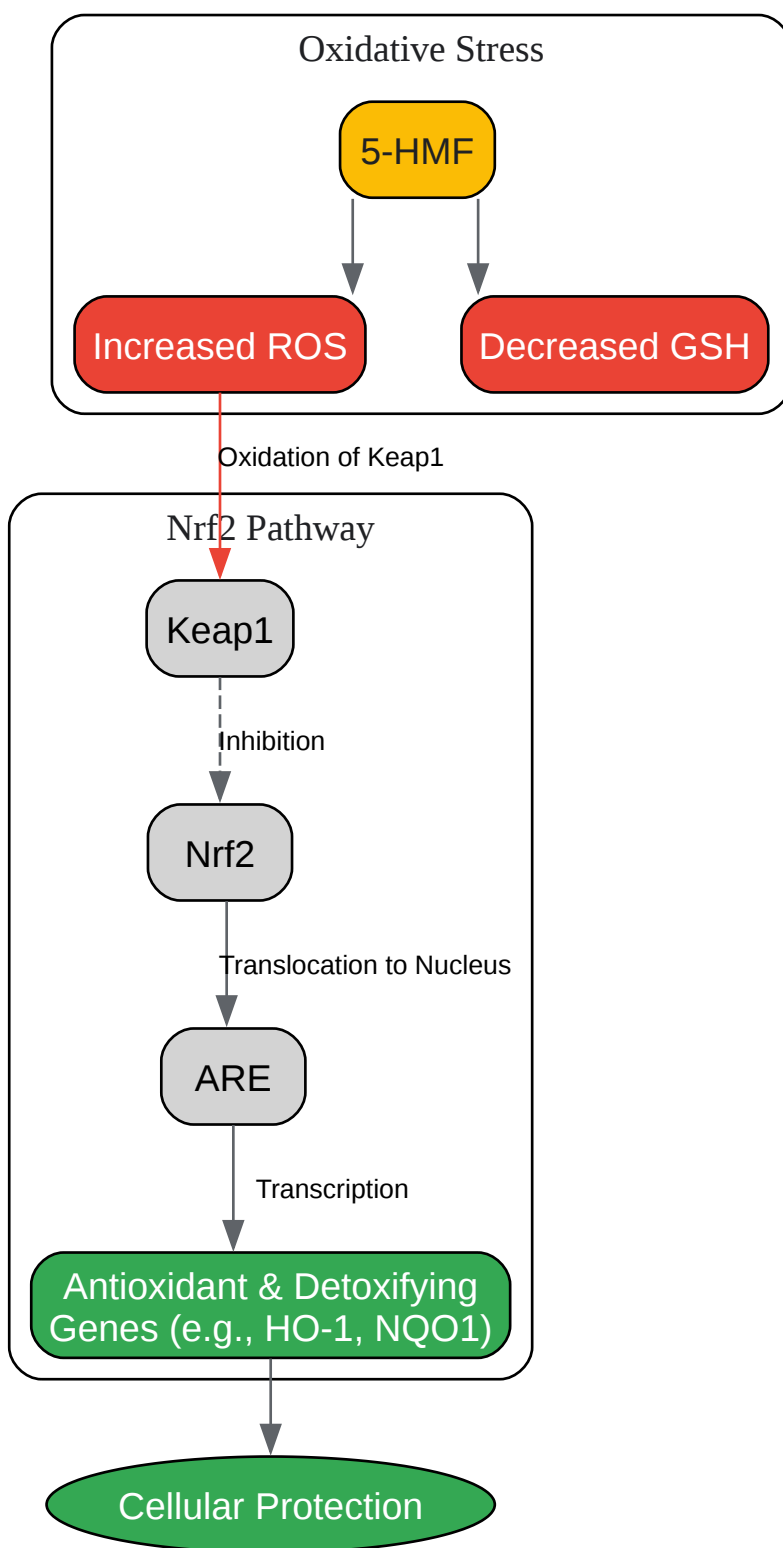 Oxidative Stress
5-HMF
Increased ROS
Decreased GSH
Oxidation of Keap1
Nrf2 Pathway
Keap1
Inhibition
Nrf2
Translocation to Nucleus
ARE
Transcription
Antioxidant & Detoxifying
Genes (e.g., HO-1, NQO1)
Cellular Protection